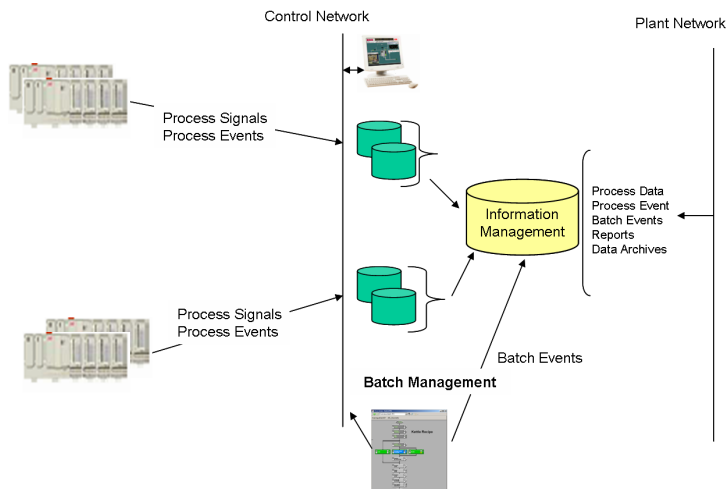 Control Network
Plant Network
Process Signals
Process Events
Information
Management
Process Data
Process Event
Batch Events
Reports
Data Archives
Process Signals
Process Events
Batch Events
Batch Management